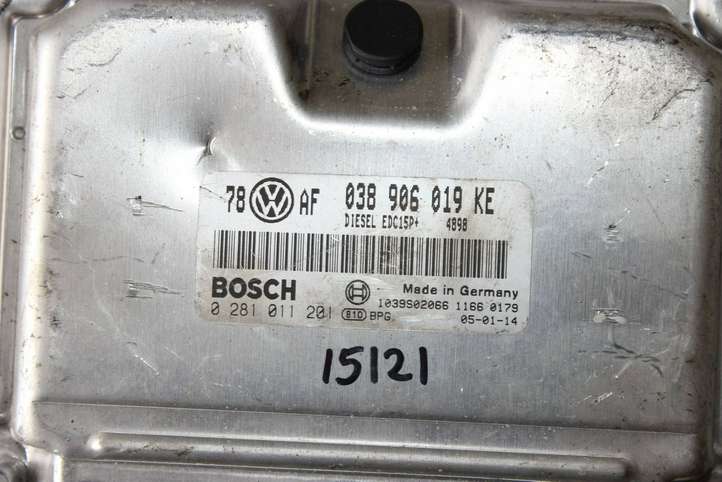 78 AF 038 906 019 KE
DIESEL EDC15P+ 4898
BOSCH Made in Germany
1039S02066 1166 0179
0 281 011 201 810 BPG 05-01-14
15121